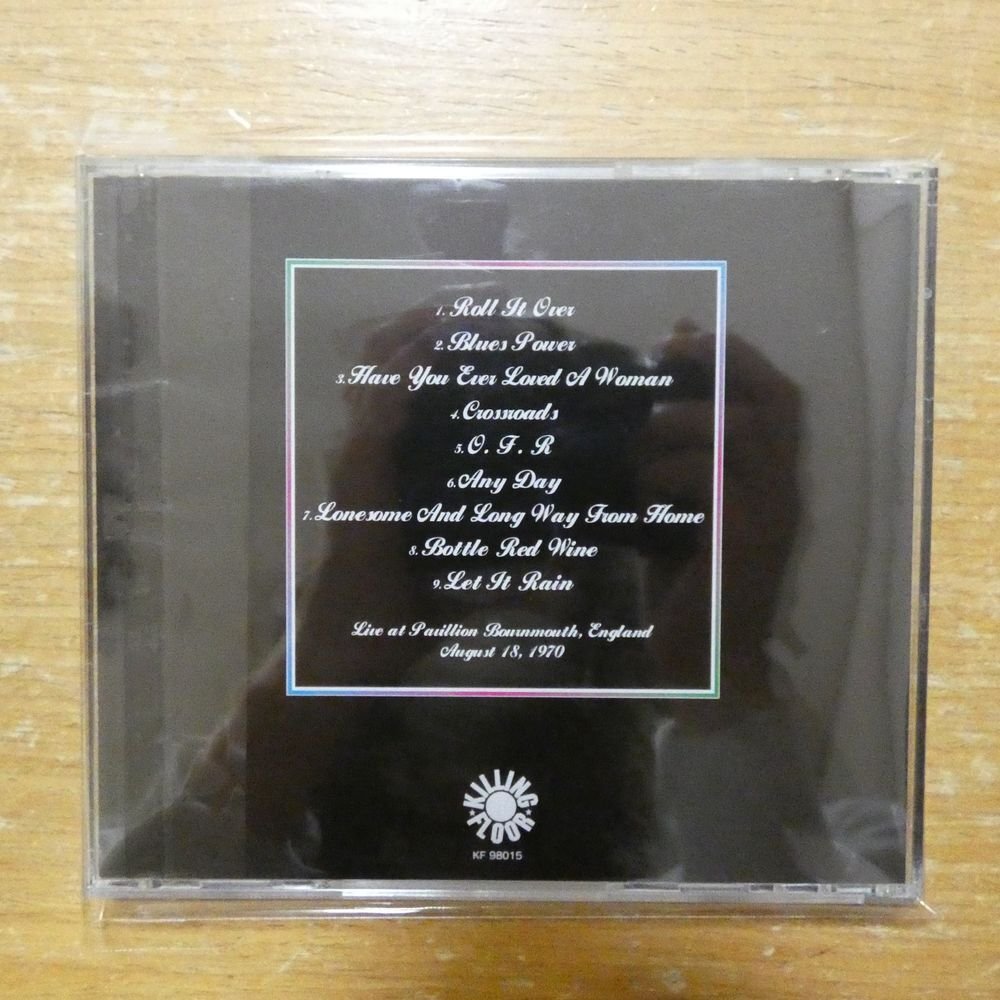 1. Roll It Over
2. Blues Power
3. Have You Ever Loved A Woman
4. Crossroads
5. O. F. R
6. Any Day
7. Lonesome And Long Way From Home
8. Bottle Red Wine
9. Let It Rain
Live at Pavillion Bournmouth, England
August 18, 1970
KILLING
★ FLOOR ★
KF 98015